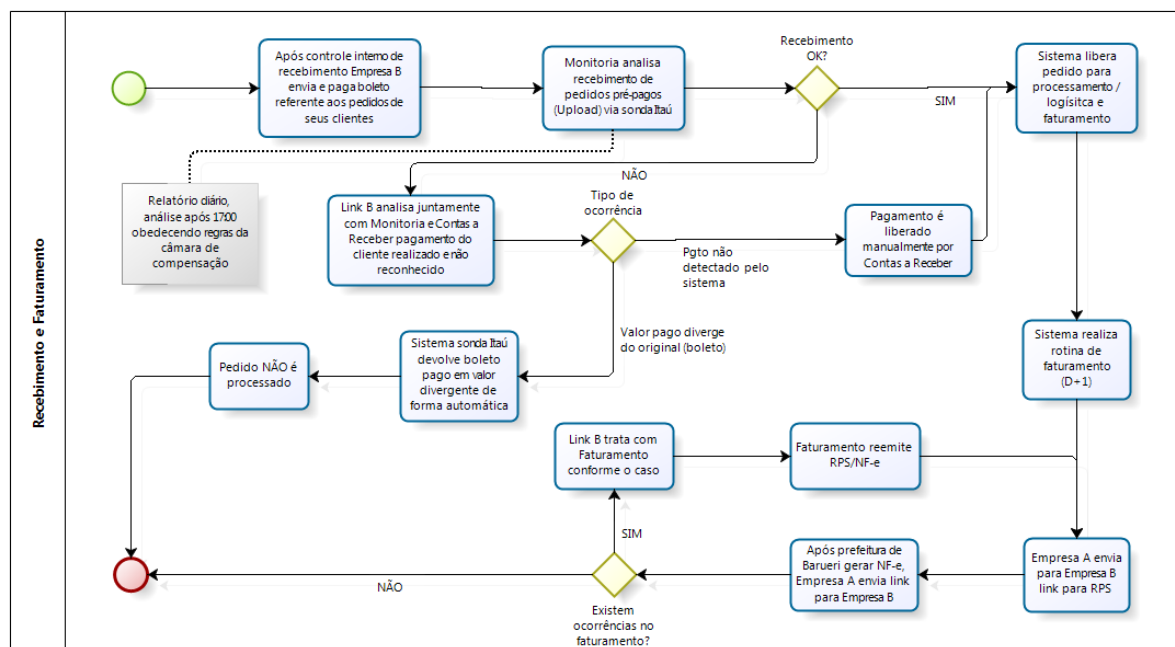 Recebimento e Faturamento
Após controle interno de
recebimento Empresa B
envia e paga boleto
referente aos pedidos de
seus clientes
Monitoria analisa
recebimento de
pedidos pré-pagos
(Upload) via sonda Itaú
Recebimento
OK?
SIM
Sistema libera
pedido para
processamento /
logísitca e
faturamento
NÃO
Relatório diário,
análise após 17:00
obedecendo regras da
câmara de
compensação
Link B analisa juntamente
com Monitoria e Contas a
Receber pagamento do
cliente realizado e não
reconhecido
Tipo de
ocorrência
Pgto não
detectado pelo
sistema
Pagamento é
liberado
manualmente por
Contas a Receber
Valor pago diverge
do original (boleto)
Sistema sonda Itaú
devolve boleto
pago em valor
divergente de
forma automática
Pedido NÃO é
processado
Sistema realiza
rotina de
faturamento
(D+1)
Link B trata com
Faturamento
conforme o caso
Faturamento reemite
RPS/NF-e
SIM
Empresa A envia
para Empresa B
link para RPS
Após prefeitura de
Barueri gerar NF-e,
Empresa A envia link
para Empresa B
NÃO
Existem
ocorrências no
faturamento?